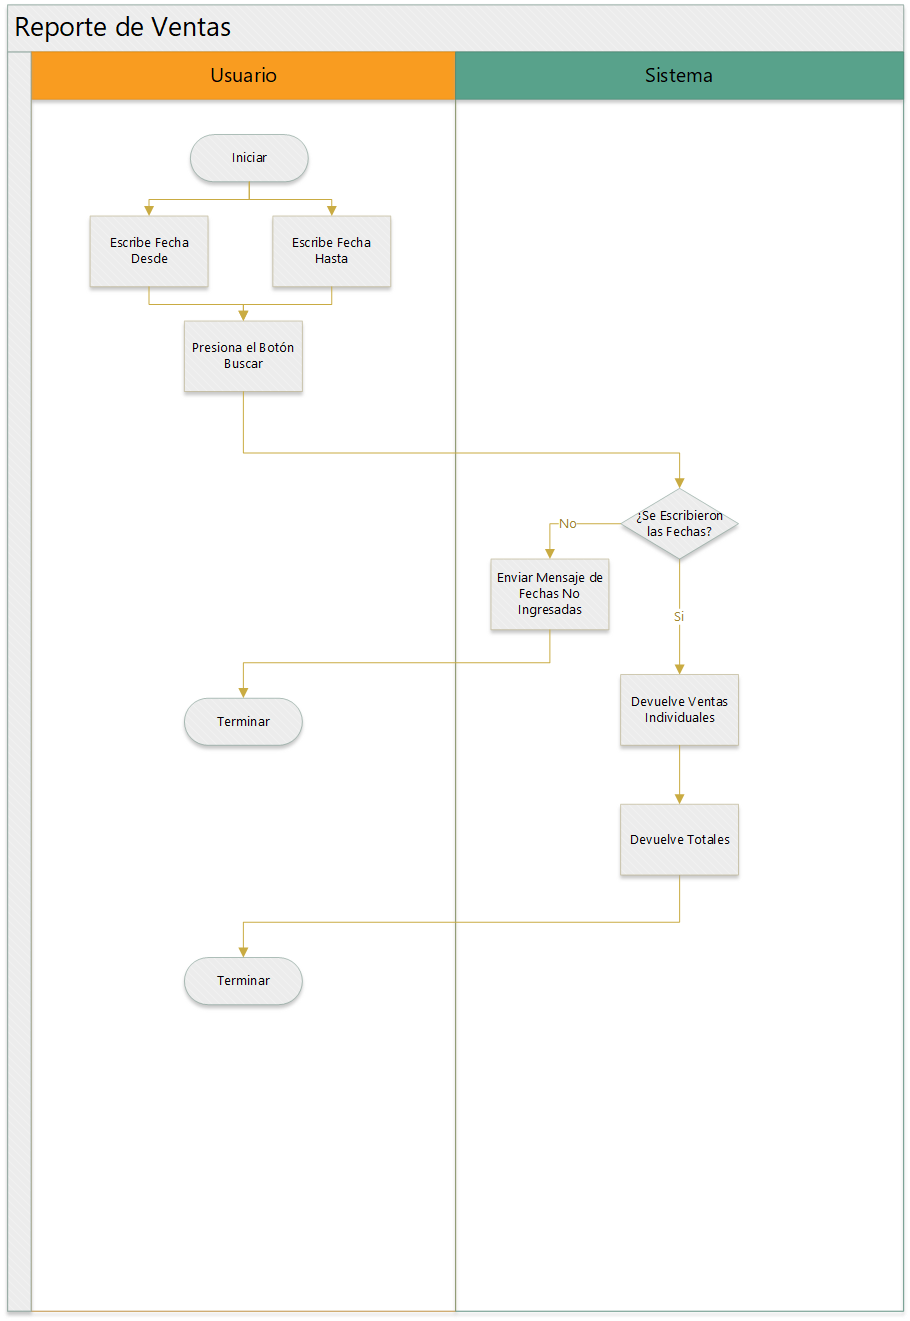 Reporte de Ventas
Usuario
Sistema
Iniciar
Escribe Fecha
Desde
Escribe Fecha
Hasta
Presiona el Botón
Buscar
¿Se Escribieron
las Fechas?
No
Enviar Mensaje de
Fechas No
Ingresadas
Si
Terminar
Devuelve Ventas
Individuales
Devuelve Totales
Terminar